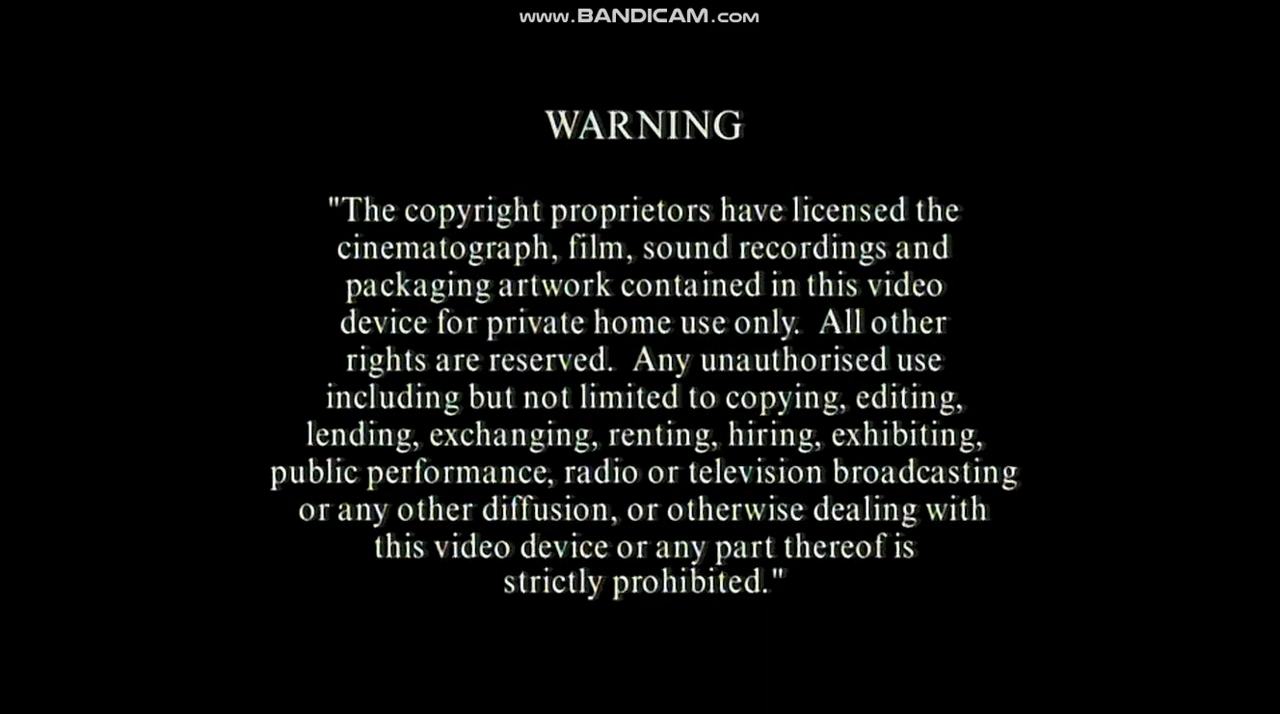 www.BANDICAM.com
WARNING
"The copyright proprietors have licensed the
cinematograph, film, sound recordings and
packaging artwork contained in this video
device for private home use only.  All other
rights are reserved.  Any unauthorised use
including but not limited to copying, editing,
lending, exchanging, renting, hiring, exhibiting,
public performance, radio or television broadcasting
or any other diffusion, or otherwise dealing with
this video device or any part thereof is
strictly prohibited."